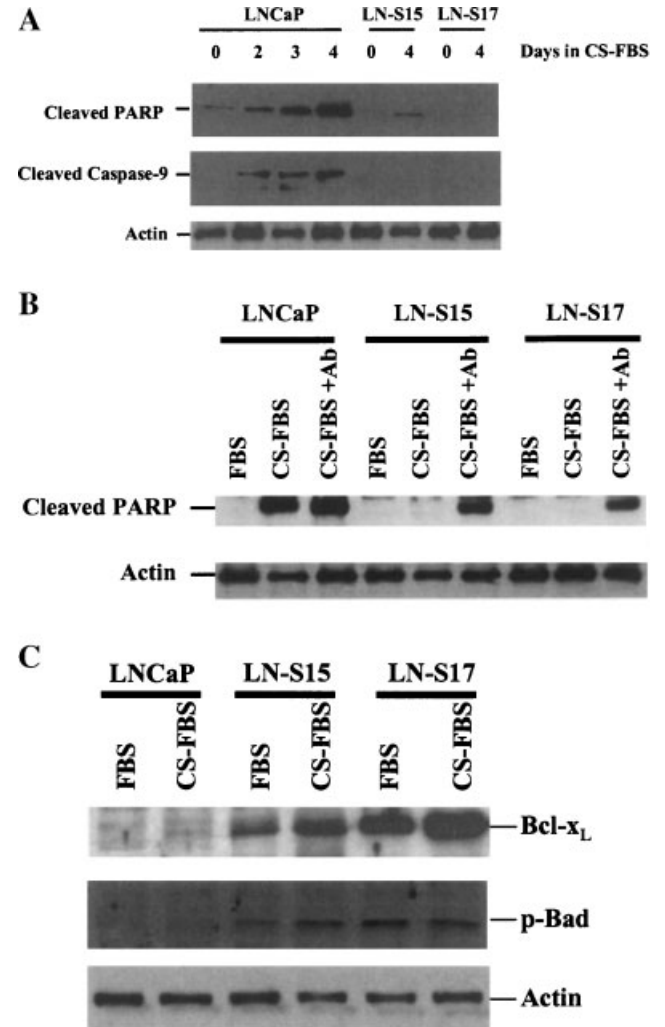 A
LNCaP LN-S15 LN-S17
0 2 3 4 0 4 0 4 Days in CS-FBS
Cleaved PARP
Cleaved Caspase-9
Actin
B
LNCaP LN-S15 LN-S17
FBS CS-FBS CS-FBS +Ab FBS CS-FBS CS-FBS +Ab FBS CS-FBS CS-FBS +Ab
Cleaved PARP
Actin
C
LNCaP LN-S15 LN-S17
FBS CS-FBS FBS CS-FBS FBS CS-FBS
Bcl-xL
p-Bad
Actin